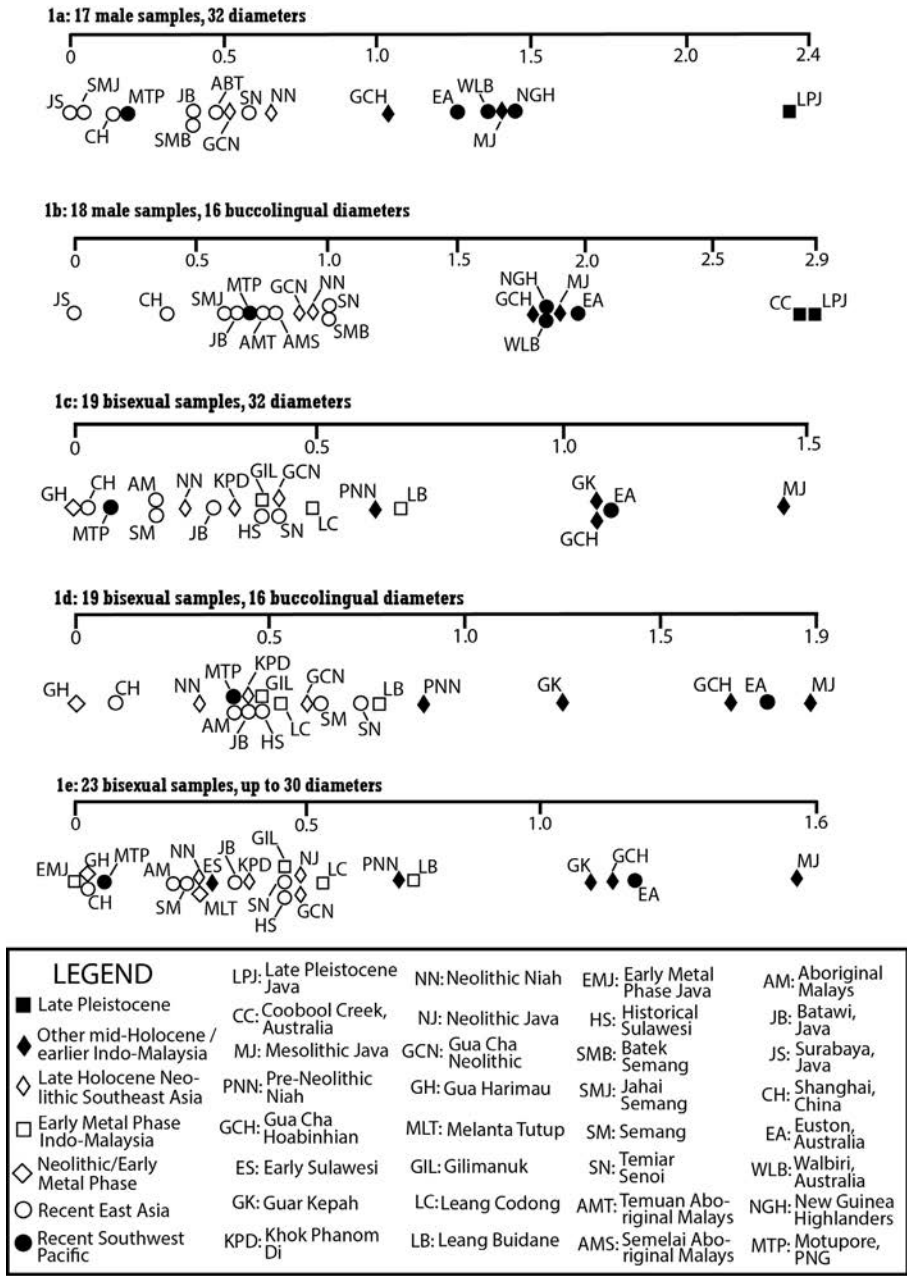 1a: 17 male samples, 32 diameters
0 0.5 1.0 1.5 2.0 2.4
JS SMJ MTP JB ABT SN NN GCH EA WLB NGH LPJ
CH SMB GCN MJ
1b: 18 male samples, 16 buccolingual diameters
0 0.5 1.0 1.5 2.0 2.5 2.9
JS CH SMJ MTP GCN NN SN NGH GCH MJ EA CC LPJ
JB AMT AMS SMB WLB
1c: 19 bisexual samples, 32 diameters
0 0.5 1.0 1.5
GH CH AM NN KPD GIL GCN PNN LB GK EA MJ
MTP SM JB HS SN LC GCH
1d: 19 bisexual samples, 16 buccolingual diameters
0 0.5 1.0 1.5 1.9
GH CH NN MTP KPD GIL GCN LB PNN GK GCH EA MJ
AM JB HS LC SM SN
1e: 23 bisexual samples, up to 30 diameters
0 0.5 1.0 1.6
EMJ GH MTP AM NN ES JB KPD GIL NJ LC PNN LB GK GCH MJ
CH SM MLT SN HS GCN EA
LEGEND
Late Pleistocene
Other mid-Holocene /
earlier Indo-Malaysia
Late Holocene Neo-
lithic Southeast Asia
Early Metal Phase
Indo-Malaysia
Neolithic/Early
Metal Phase
Recent East Asia
Recent Southwest
Pacific
LPJ: Late Pleistocene
Java
CC: Coobool Creek,
Australia
MJ: Mesolithic Java
PNN: Pre-Neolithic
Niah
GCH: Gua Cha
Hoabinhian
ES: Early Sulawesi
GK: Guar Kepah
KPD: Khok Phanom
Di
NN: Neolithic Niah
NJ: Neolithic Java
GCN: Gua Cha
Neolithic
GH: Gua Harimau
MLT: Melanta Tutup
GIL: Gilimanuk
LC: Leang Codong
LB: Leang Buidane
EMJ: Early Metal
Phase Java
HS: Historical
Sulawesi
SMB: Batek
Semang
SMJ: Jahai
Semang
SM: Semang
SN: Temiar
Senoi
AMT: Temuan Abo-
riginal Malays
AMS: Semelai Abo-
riginal Malays
AM: Aboriginal
Malays
JB: Batawi,
Java
JS: Surabaya,
Java
CH: Shanghai,
China
EA: Euston,
Australia
WLB: Walbiri,
Australia
NGH: New Guinea
Highlanders
MTP: Motupore,
PNG